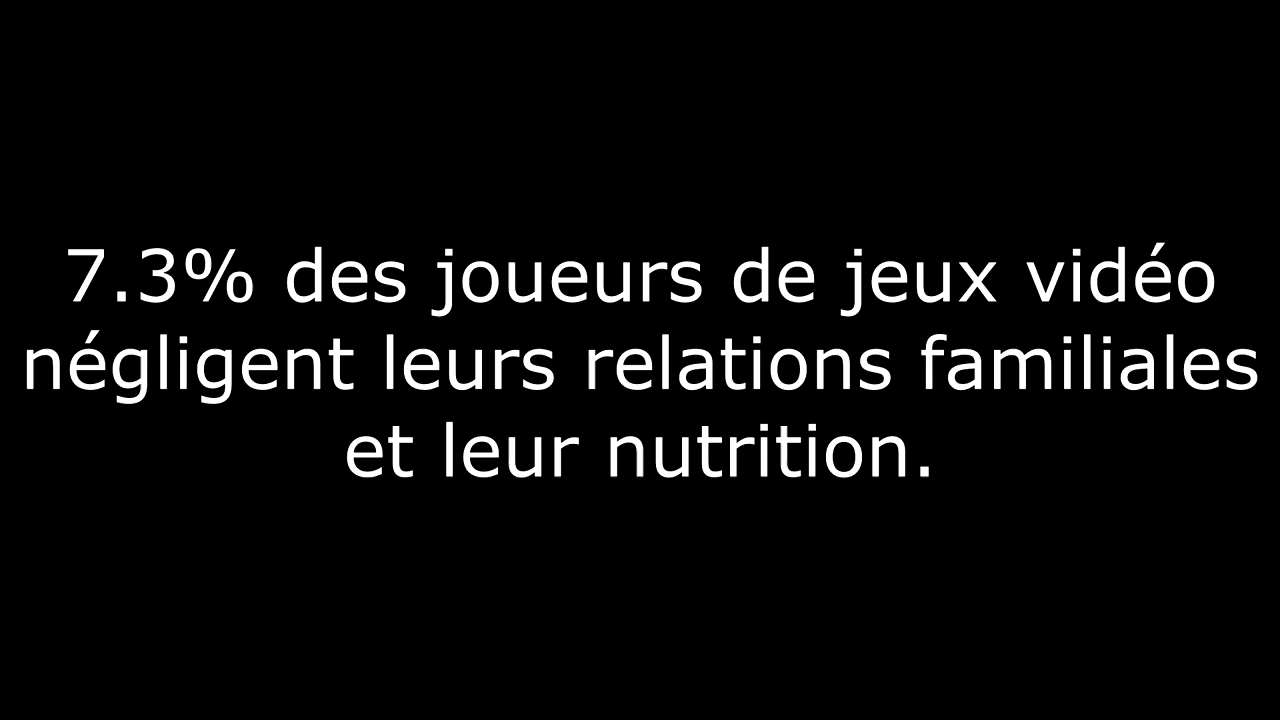 7.3% des joueurs de jeux vidéo
négligent leurs relations familiales
et leur nutrition.